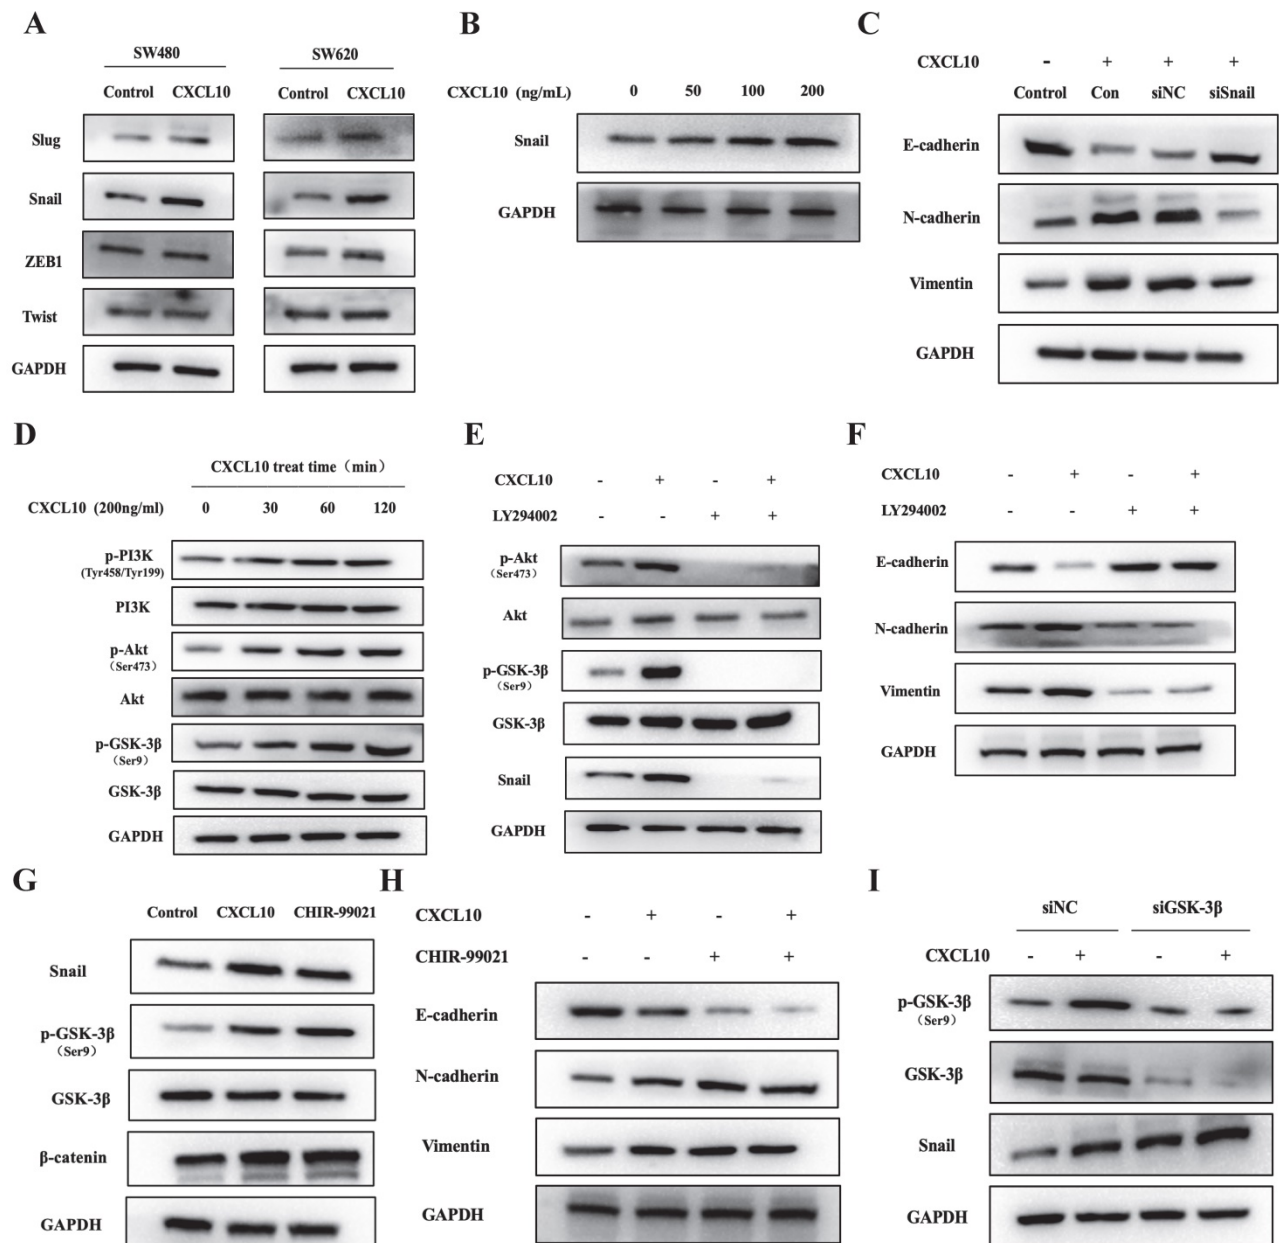 A
SW480 SW620
Control CXCL10 Control CXCL10
Slug
Snail
ZEB1
Twist
GAPDH
B
CXCL10 (ng/mL) 0 50 100 200
Snail
GAPDH
C
CXCL10 - + + +
Control Con siNC siSnail
E-cadherin
N-cadherin
Vimentin
GAPDH
D
CXCL10 treat time（min）
CXCL10 (200ng/ml) 0 30 60 120
p-PI3K
(Tyr458/Tyr199)
PI3K
p-Akt
（Ser473）
Akt
p-GSK-3β
（Ser9）
GSK-3β
GAPDH
E
CXCL10 - + - +
LY294002 - - + +
p-Akt
（Ser473）
Akt
p-GSK-3β
（Ser9）
GSK-3β
Snail
GAPDH
F
CXCL10 - + - +
LY294002 - - + +
E-cadherin
N-cadherin
Vimentin
GAPDH
G
Control CXCL10 CHIR-99021
Snail
p-GSK-3β
（Ser9）
GSK-3β
β-catenin
GAPDH
H
CXCL10 - + - +
CHIR-99021 - - + +
E-cadherin
N-cadherin
Vimentin
GAPDH
I
siNC siGSK-3β
CXCL10 - + - +
p-GSK-3β
（Ser9）
GSK-3β
Snail
GAPDH